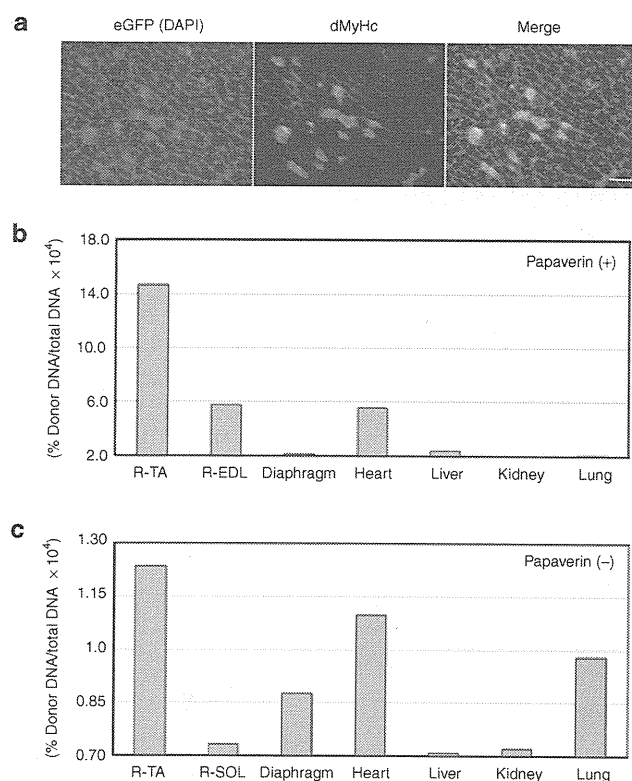 a
eGFP (DAPI) dMyHc Merge
b
(% Donor DNA/total DNA × 10⁴)
18.0
14.0
10.0
6.0
2.0
Papaverin (+)
R-TA R-EDL Diaphragm Heart Liver Kidney Lung
c
(% Donor DNA/total DNA × 10⁴)
1.30
1.15
1.0
0.85
0.70
Papaverin (–)
R-TA R-SOL Diaphragm Heart Liver Kidney Lung